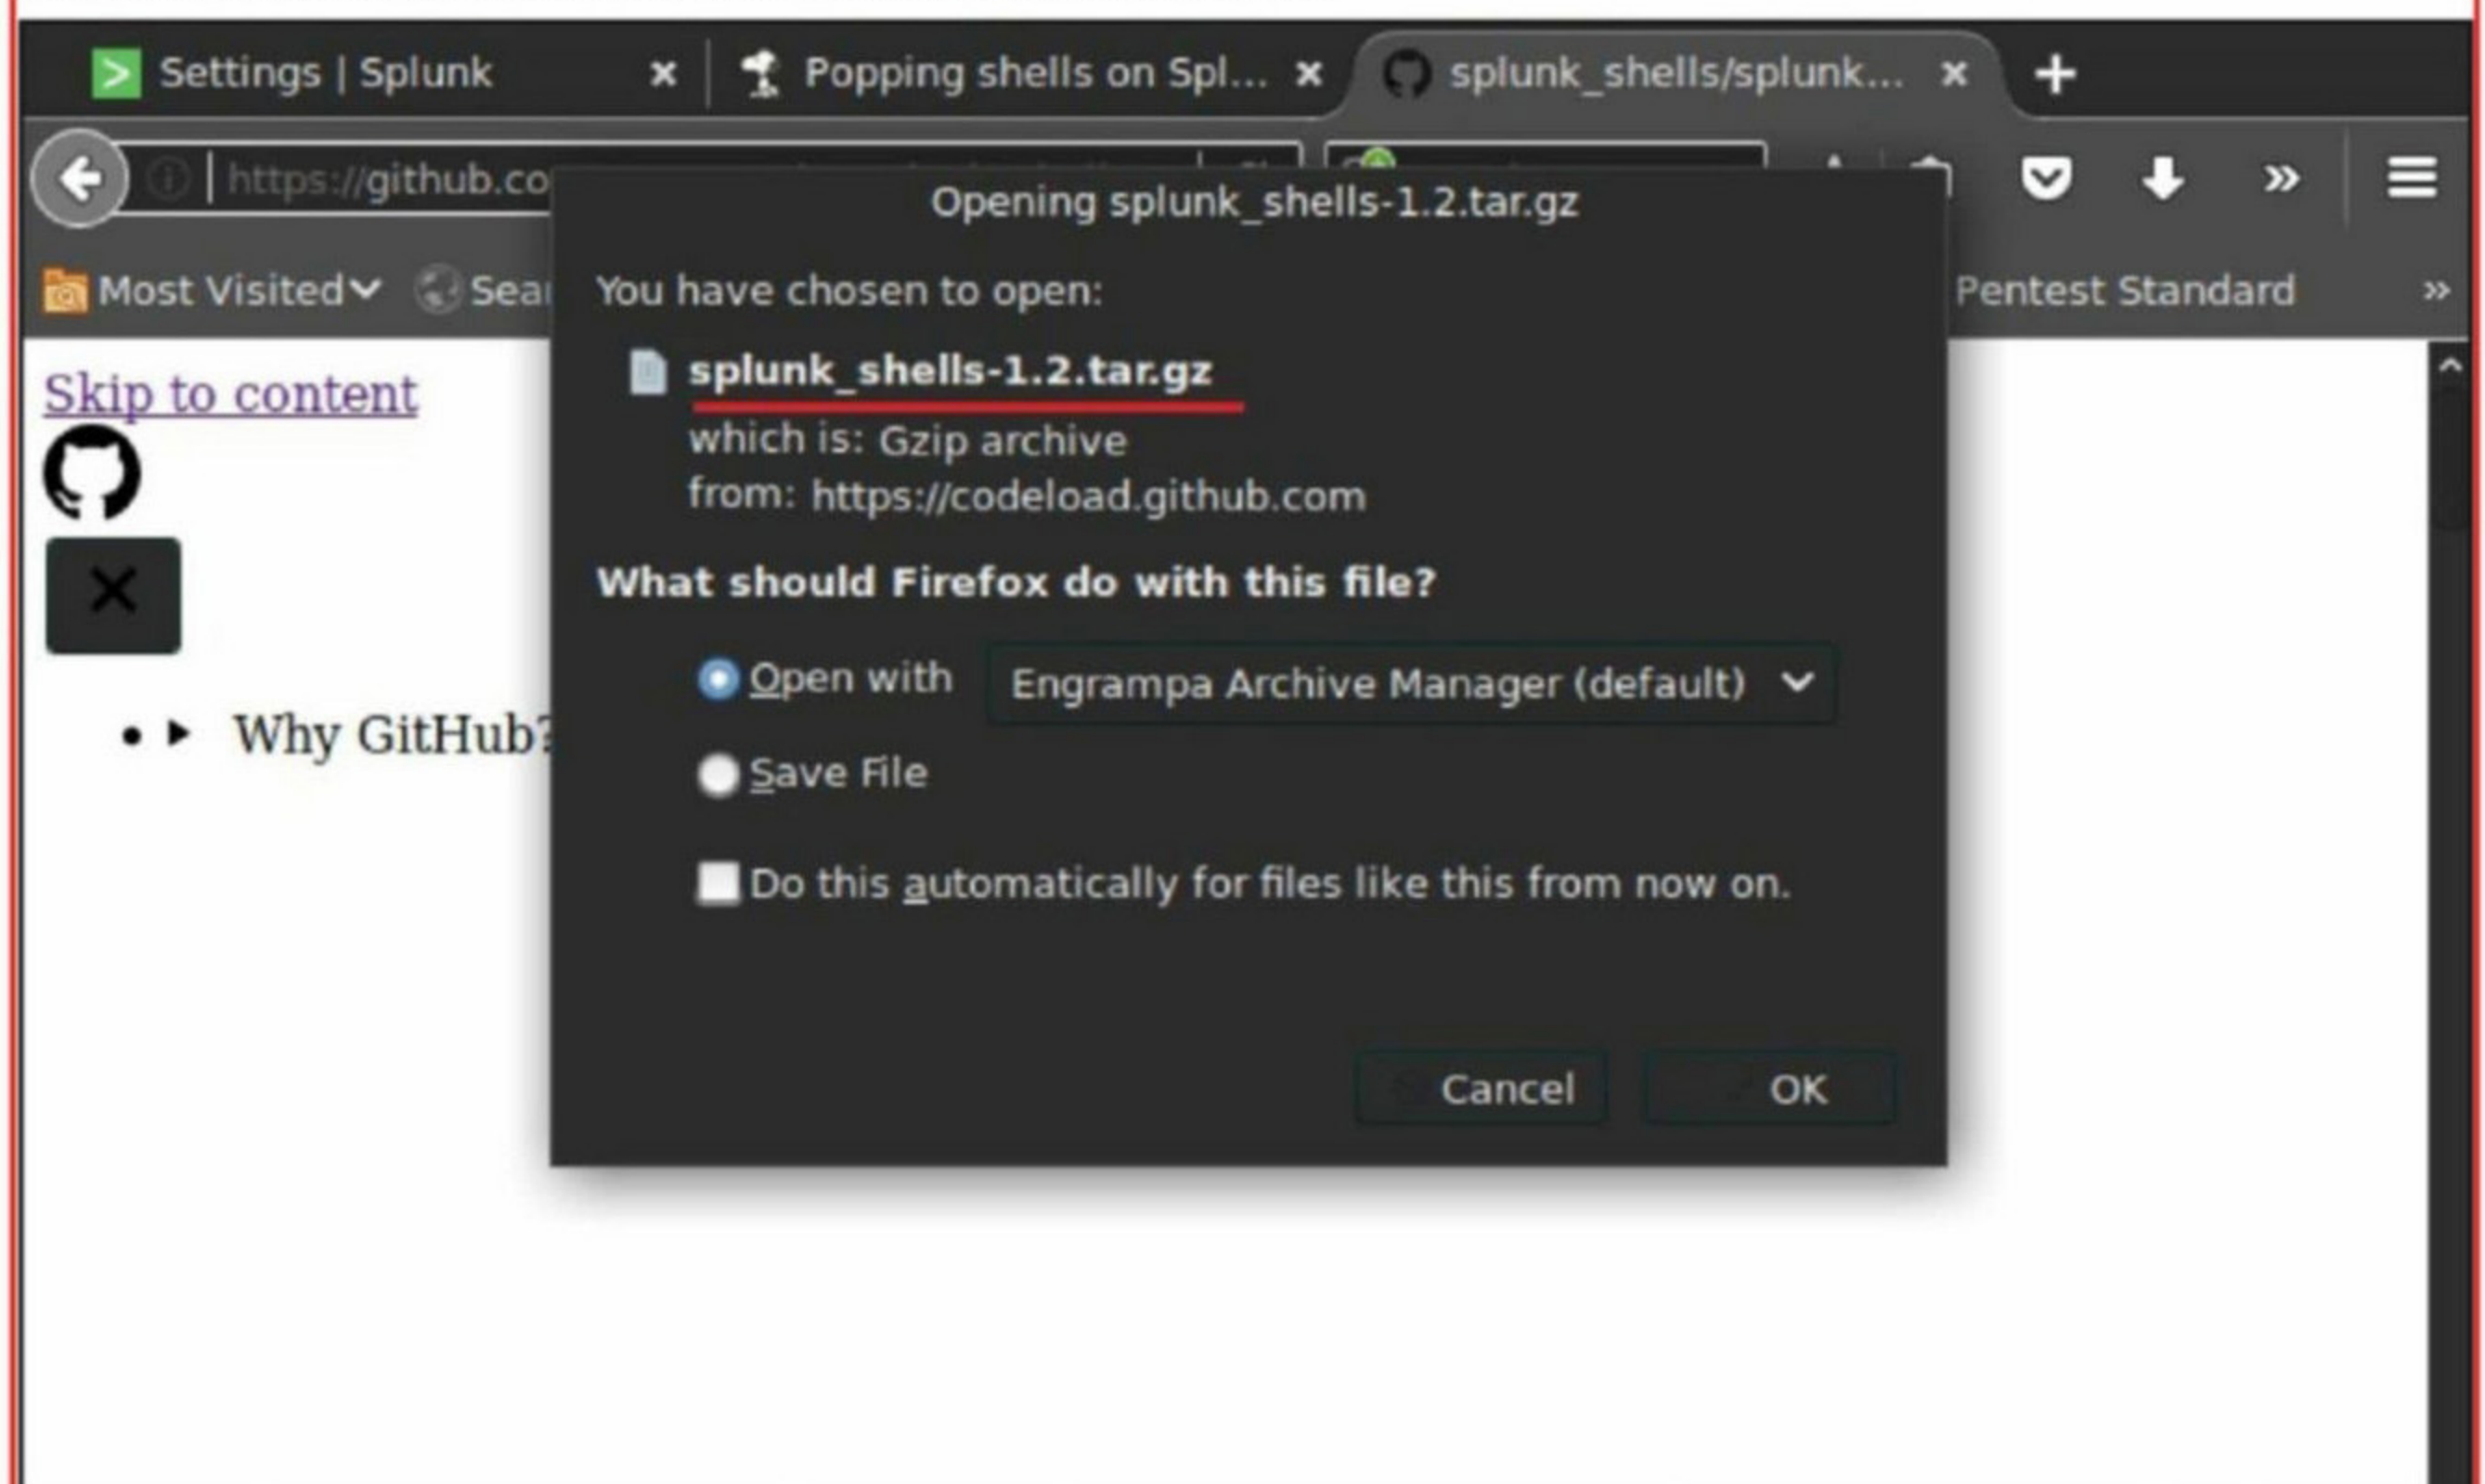 Settings | Splunk
Popping shells on Spl...
splunk_shells/splunk...
https://github.co
Opening splunk_shells-1.2.tar.gz
Most Visited
Sear
You have chosen to open:
Pentest Standard
splunk_shells-1.2.tar.gz
Skip to content
which is: Gzip archive
from: https://codeload.github.com
What should Firefox do with this file?
Open with
Engrampa Archive Manager (default)
Why GitHub?
Save File
Do this automatically for files like this from now on.
Cancel
OK